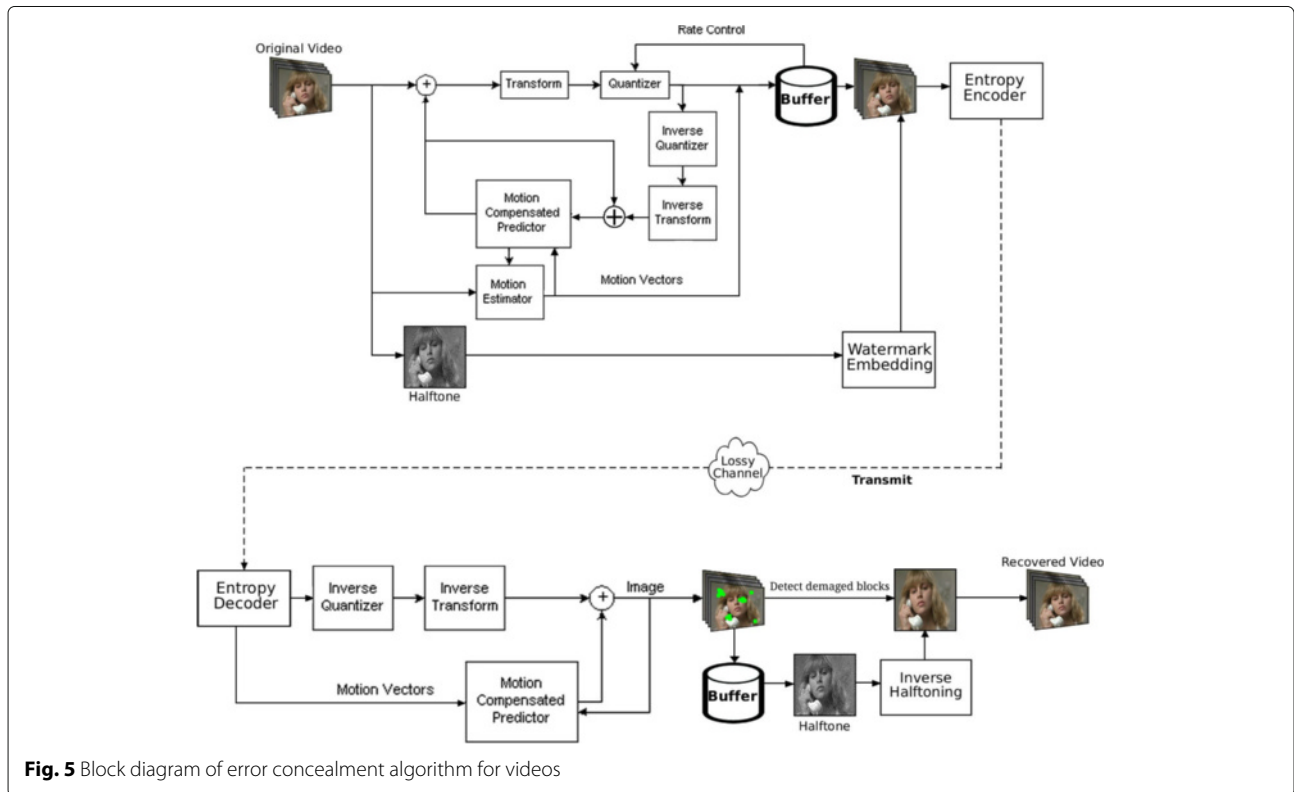 Rate Control
Original Video
Transform
Quantizer
Buffer
Entropy
Encoder
Inverse
Quantizer
Motion
Compensated
Predictor
Inverse
Transform
Motion
Estimator
Motion Vectors
Halftone
Watermark
Embedding
Lossy
Channel
Transmit
Entropy
Decoder
Inverse
Quantizer
Inverse
Transform
Image
Detect demaged blocks
Recovered Video
Motion Vectors
Motion
Compensated
Predictor
Buffer
Halftone
Inverse
Halftoning
Fig. 5 Block diagram of error concealment algorithm for videos